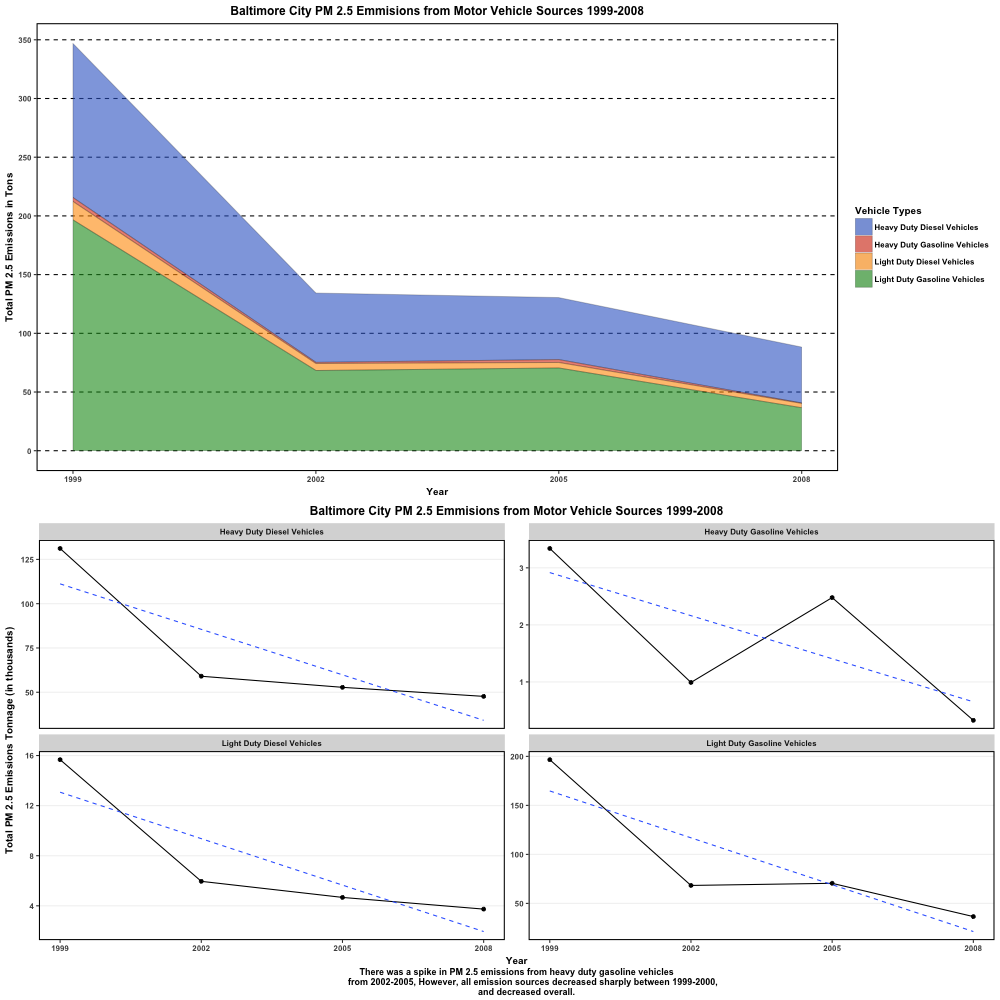 Baltimore City PM 2.5 Emmisions from Motor Vehicle Sources 1999-2008
Total PM 2.5 Emissions in Tons
350
300
250
200
150
100
50
0
1999
2002
2005
2008
Year
Vehicle Types
Heavy Duty Diesel Vehicles
Heavy Duty Gasoline Vehicles
Light Duty Diesel Vehicles
Light Duty Gasoline Vehicles
Baltimore City PM 2.5 Emmisions from Motor Vehicle Sources 1999-2008
Total PM 2.5 Emissions Tonnage (in thousands)
Heavy Duty Diesel Vehicles
125
100
75
50
Heavy Duty Gasoline Vehicles
3
2
1
Light Duty Diesel Vehicles
16
12
8
4
1999
2002
2005
2008
Light Duty Gasoline Vehicles
200
150
100
50
1999
2002
2005
2008
Year
There was a spike in PM 2.5 emissions from heavy duty gasoline vehicles
from 2002-2005, However, all emission sources decreased sharply between 1999-2000,
and decreased overall.